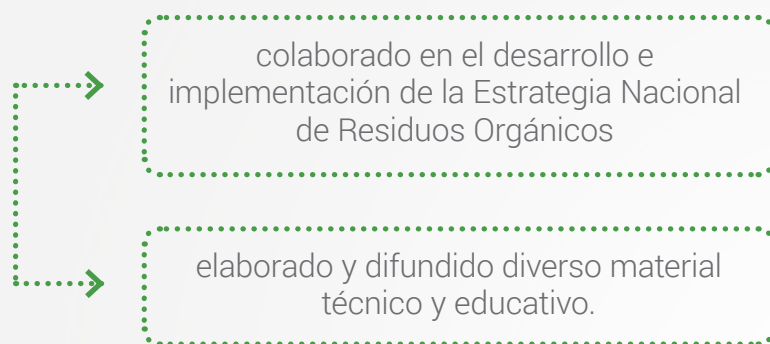 colaborado en el desarrollo e
implementación de la Estrategia Nacional
de Residuos Orgánicos
elaborado y difundido diverso material
técnico y educativo.